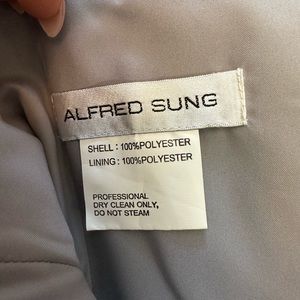 ALFRED SUNG
SHELL : 100%POLYESTER
LINING : 100%POLYESTER
PROFESSIONAL
DRY CLEAN ONLY,
DO NOT STEAM